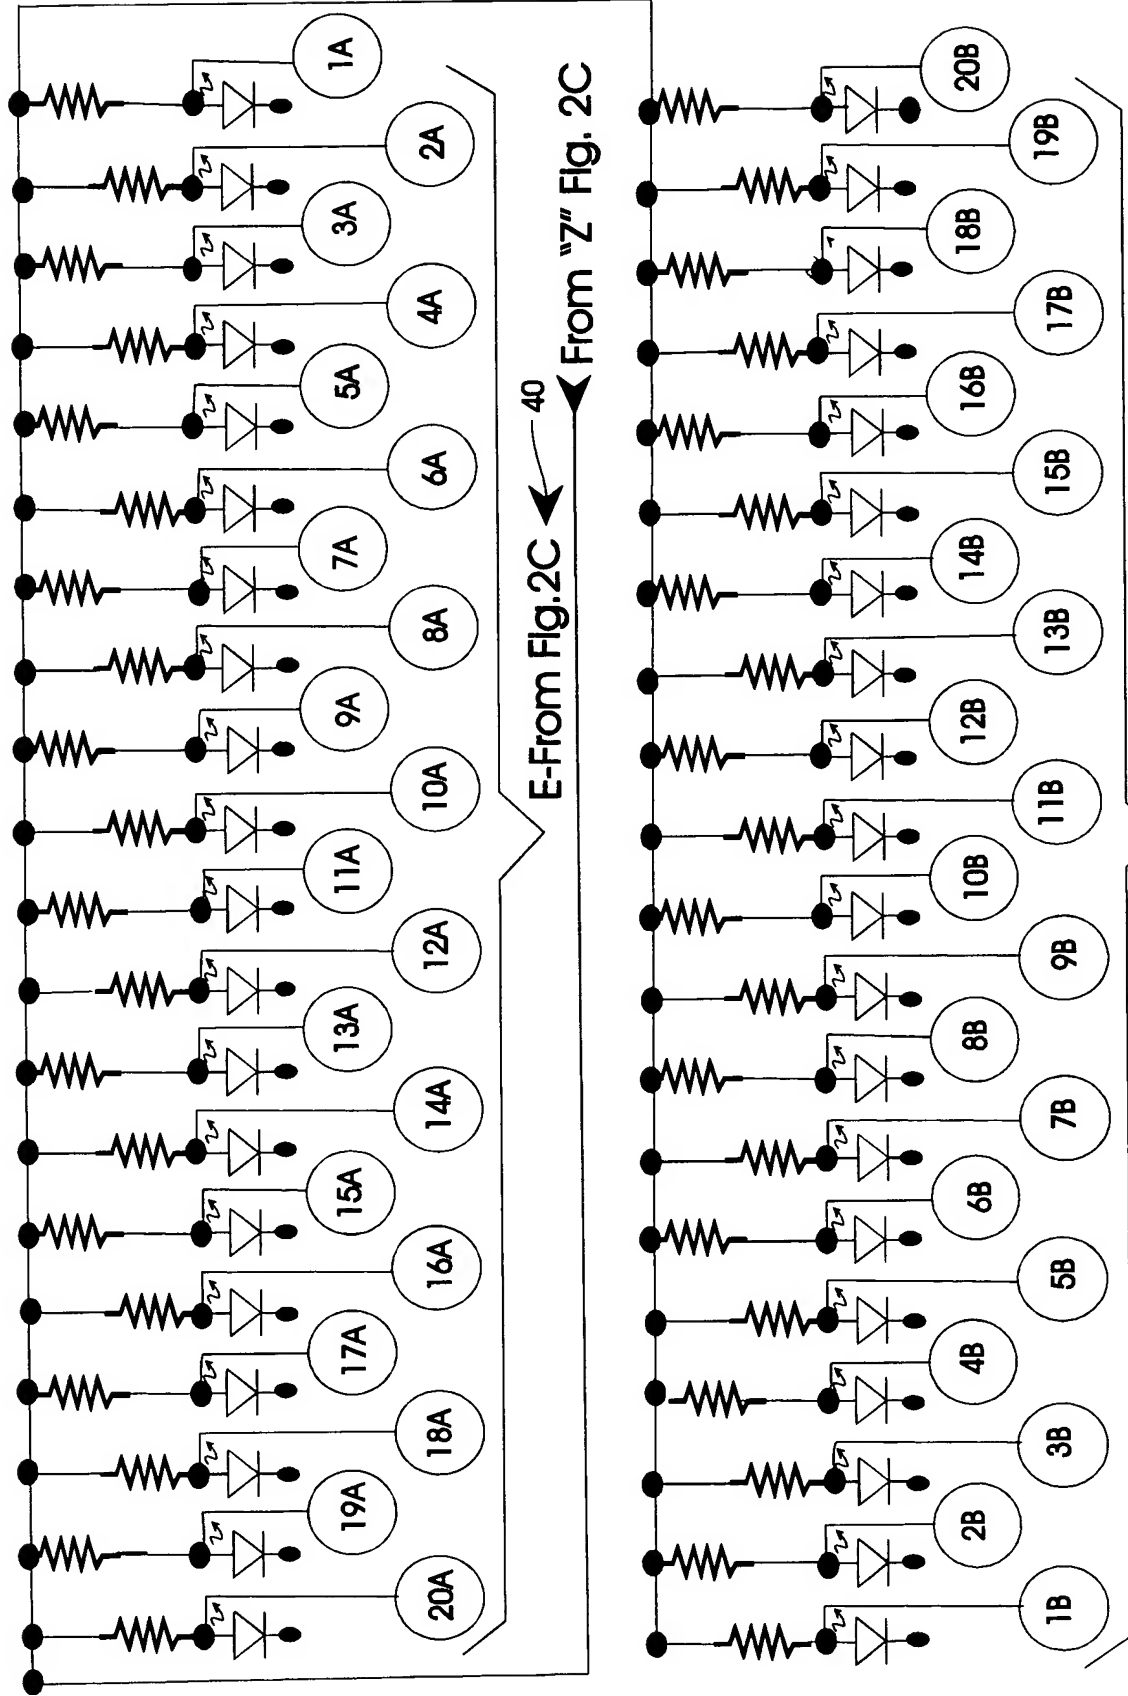 1A
2A
3A
4A
5A
6A
7A
8A
9A
10A
11A
12A
13A
14A
15A
16A
17A
18A
19A
20A
E-From Fig.2C
40
From "Z" Fig. 2C
20B
19B
18B
17B
16B
15B
14B
13B
12B
11B
10B
9B
8B
7B
6B
5B
4B
3B
2B
1B